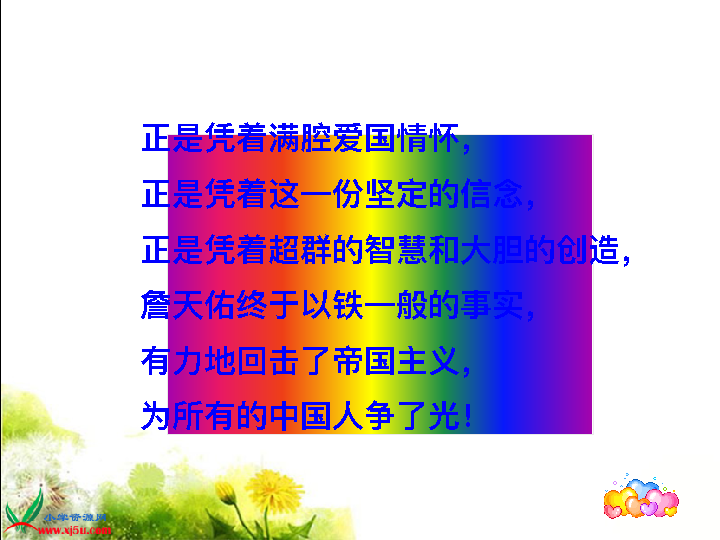 正是凭着满腔爱国情怀，
正是凭着这一份坚定的信念，
正是凭着超群的智慧和大胆的创造，
詹天佑终于以铁一般的事实，
有力地回击了帝国主义，
为所有的中国人争了光！
小学资源网
www.xj5u.com